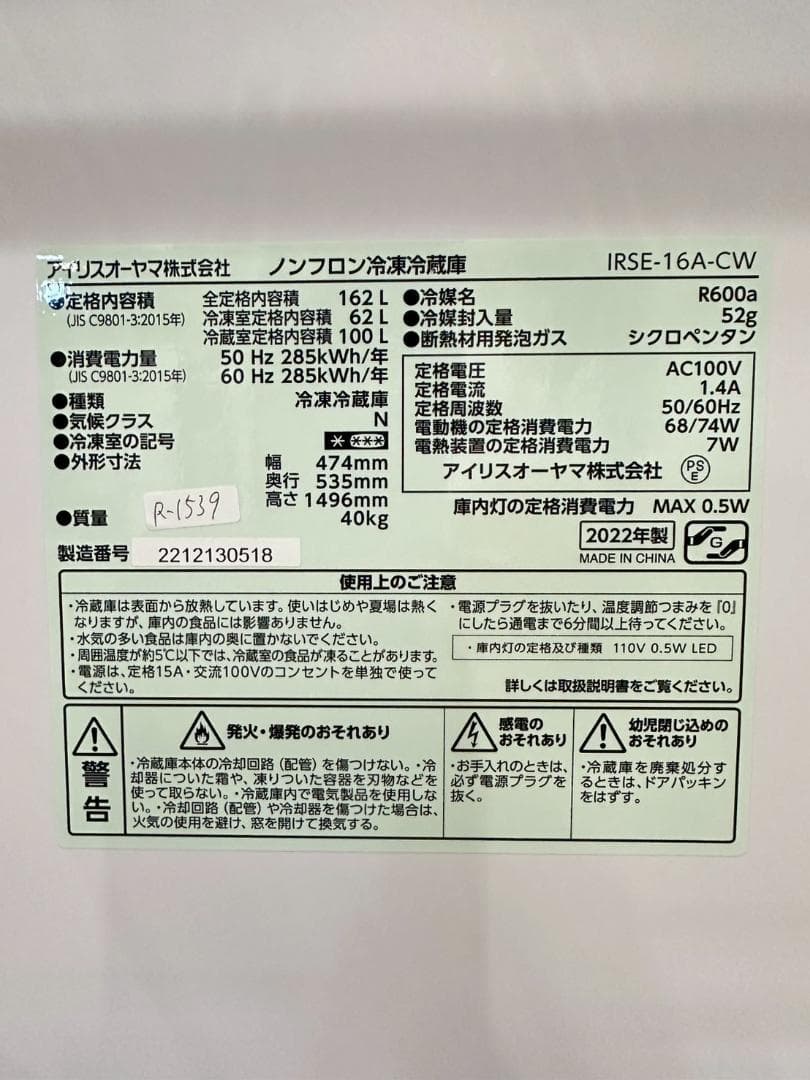 アイリスオーヤマ株式会社 ノンフロン冷凍冷蔵庫 IRSE-16A-CW
●定格内容積 全定格内容積 162 L
(JIS C9801-3:2015年) 冷凍室定格内容積 62 L
冷蔵室定格内容積 100 L
●消費電力量 50 Hz 285kWh/年
(JIS C9801-3:2015年) 60 Hz 285kWh/年
●種類 冷凍冷蔵庫
●気候クラス N
●冷凍室の記号
●外形寸法 幅 474mm
奥行 535mm
高さ 1496mm
●質量 40kg
R-1539
製造番号 2212130518
●冷媒名 R600a
●冷媒封入量 52g
●断熱材用発泡ガス シクロペンタン
定格電圧 AC100V
定格電流 1.4A
定格周波数 50/60Hz
電動機の定格消費電力 68/74W
電熱装置の定格消費電力 7W
アイリスオーヤマ株式会社 PSE
庫内灯の定格消費電力 MAX 0.5W
2022年製
MADE IN CHINA
G
使用上のご注意
・冷蔵庫は表面から放熱しています。使いはじめや夏場は熱く
なりますが、庫内の食品には影響ありません。
・水気の多い食品は庫内の奥に置かないでください。
・周囲温度が約5℃以下では、冷蔵室の食品が凍ることがあります。
・電源は、定格15A・交流100Vのコンセントを単独で使って
ください。
・電源プラグを抜いたり、温度調節つまみを『0』
にしたら通電まで6分間以上待ってください。
・庫内灯の定格及び種類 110V 0.5W LED
詳しくは取扱説明書をご覧ください。
警告
発火・爆発のおそれあり
・冷蔵庫本体の冷却回路（配管）を傷つけない。・冷
却器についた霜や、凍りついた容器を刃物などを
使って取らない。・冷蔵庫内で電気製品を使用しな
い。・冷却回路（配管）や冷却器を傷つけた場合は、
火気の使用を避け、窓を開けて換気する。
感電の
おそれあり
・お手入れのときは、
必ず電源プラグを
抜く。
幼児閉じ込めの
おそれあり
・冷蔵庫を廃棄処分す
るときは、ドアパッキン
をはずす。